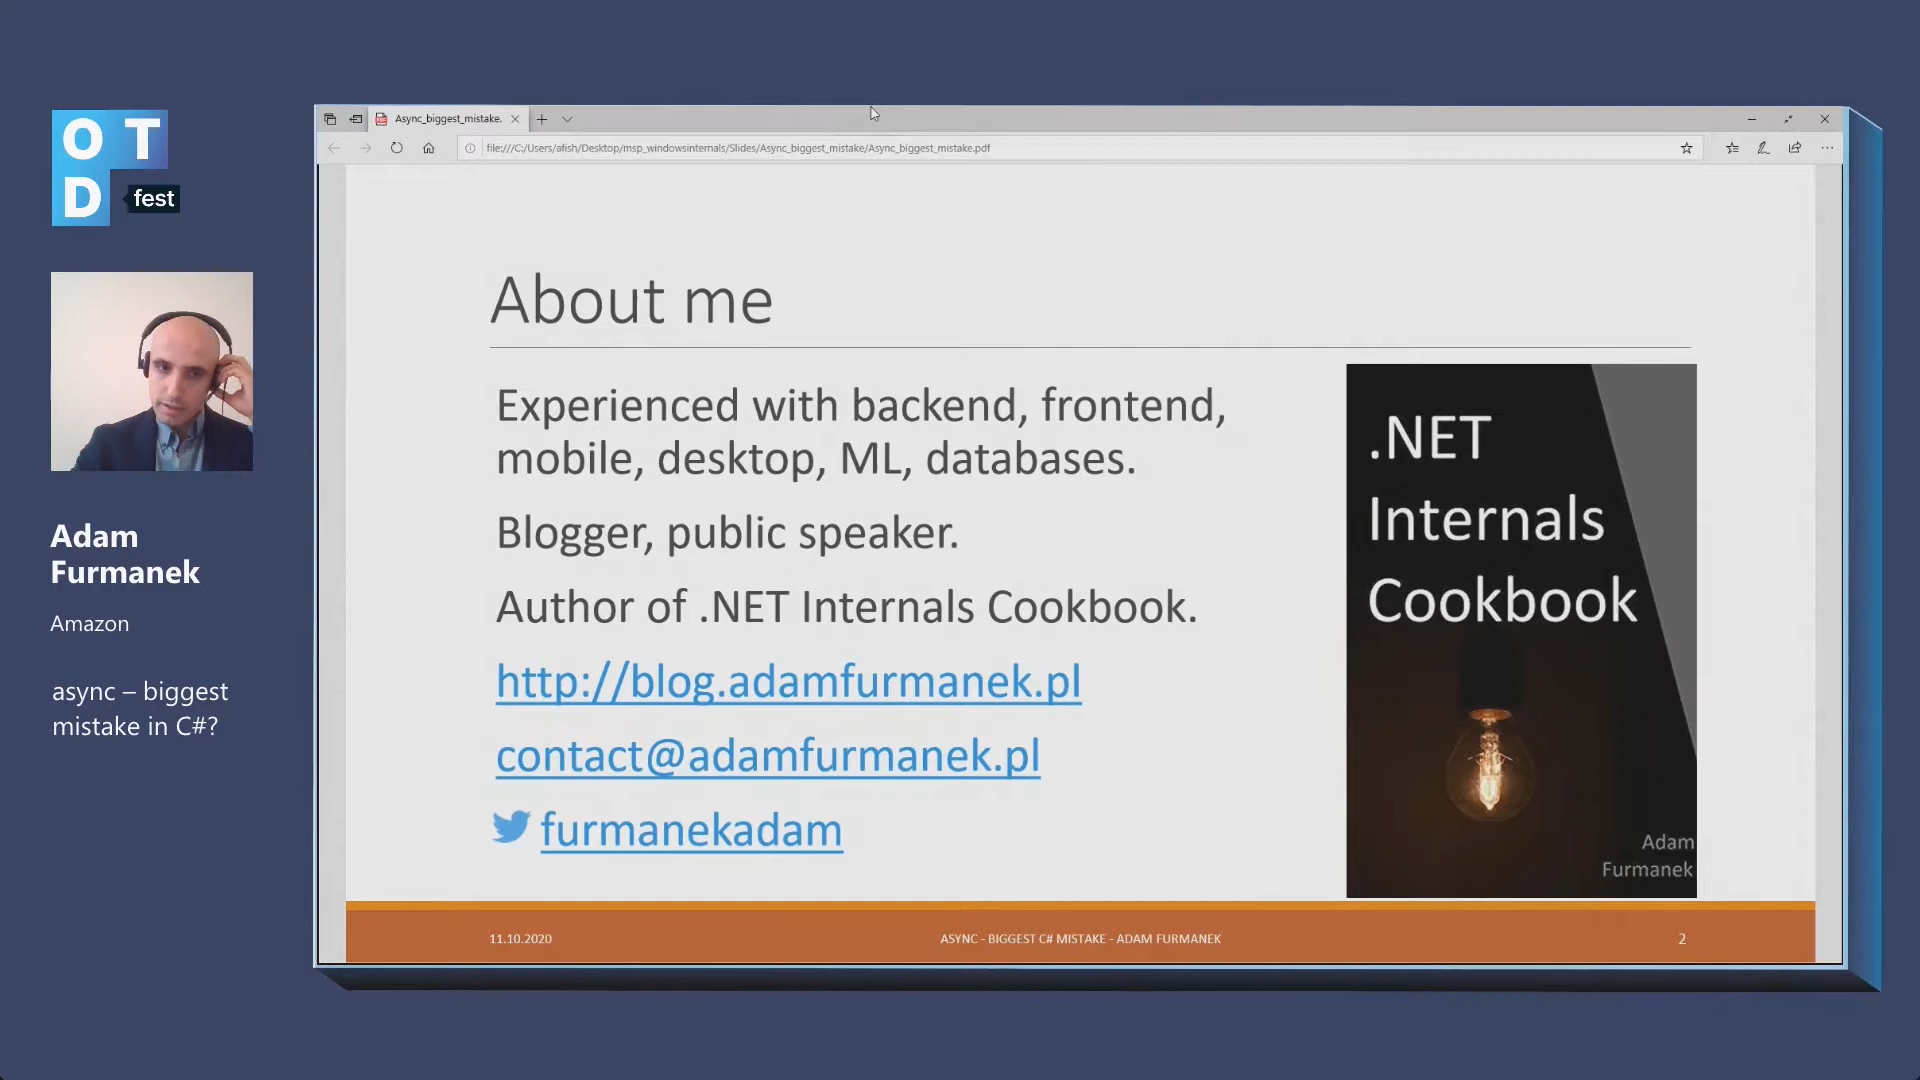 OT
D fest
Adam
Furmanek
Amazon
async – biggest
mistake in C#?
Async_biggest_mistake.
file:///C:/Users/afish/Desktop/msp_windowsinternals/Slides/Async_biggest_mistake/Async_biggest_mistake.pdf
About me
Experienced with backend, frontend,
mobile, desktop, ML, databases.
Blogger, public speaker.
Author of .NET Internals Cookbook.
http://blog.adamfurmanek.pl
contact@adamfurmanek.pl
furmanekadam
.NET
Internals
Cookbook
Adam
Furmanek
11.10.2020
ASYNC - BIGGEST C# MISTAKE - ADAM FURMANEK
2